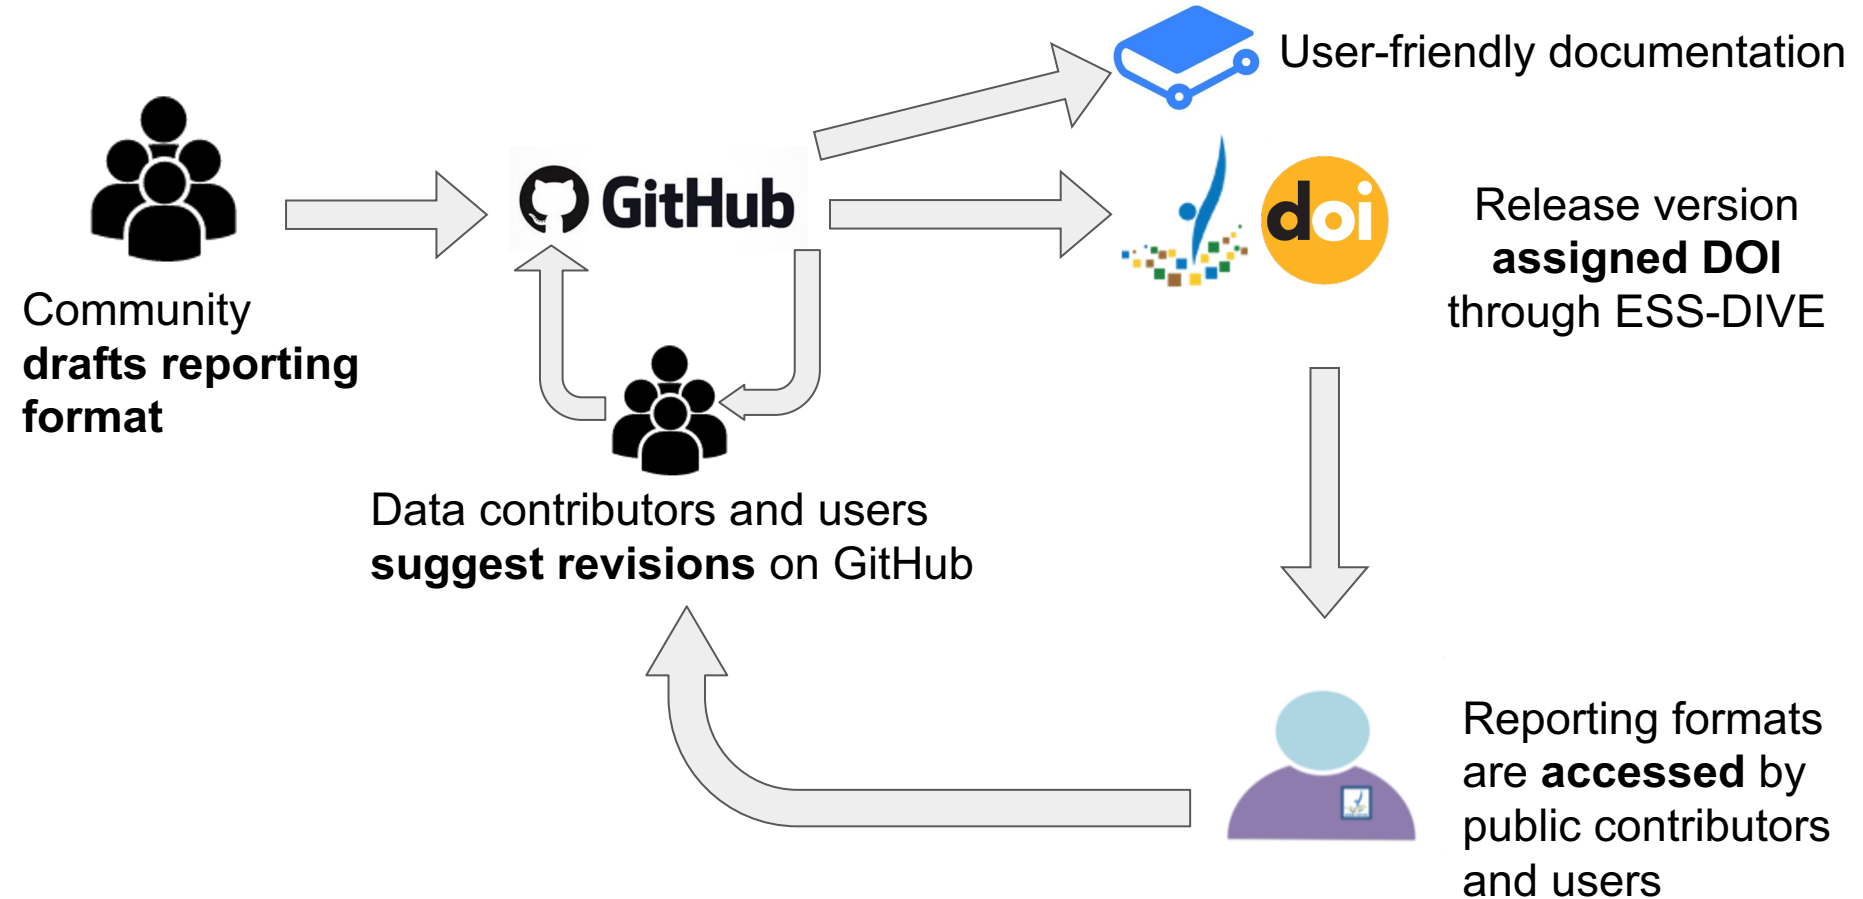 User-friendly documentation
GitHub
doi
Release version
assigned DOI
through ESS-DIVE
Community
drafts reporting
format
Data contributors and users
suggest revisions on GitHub
Reporting formats
are accessed by
public contributors
and users